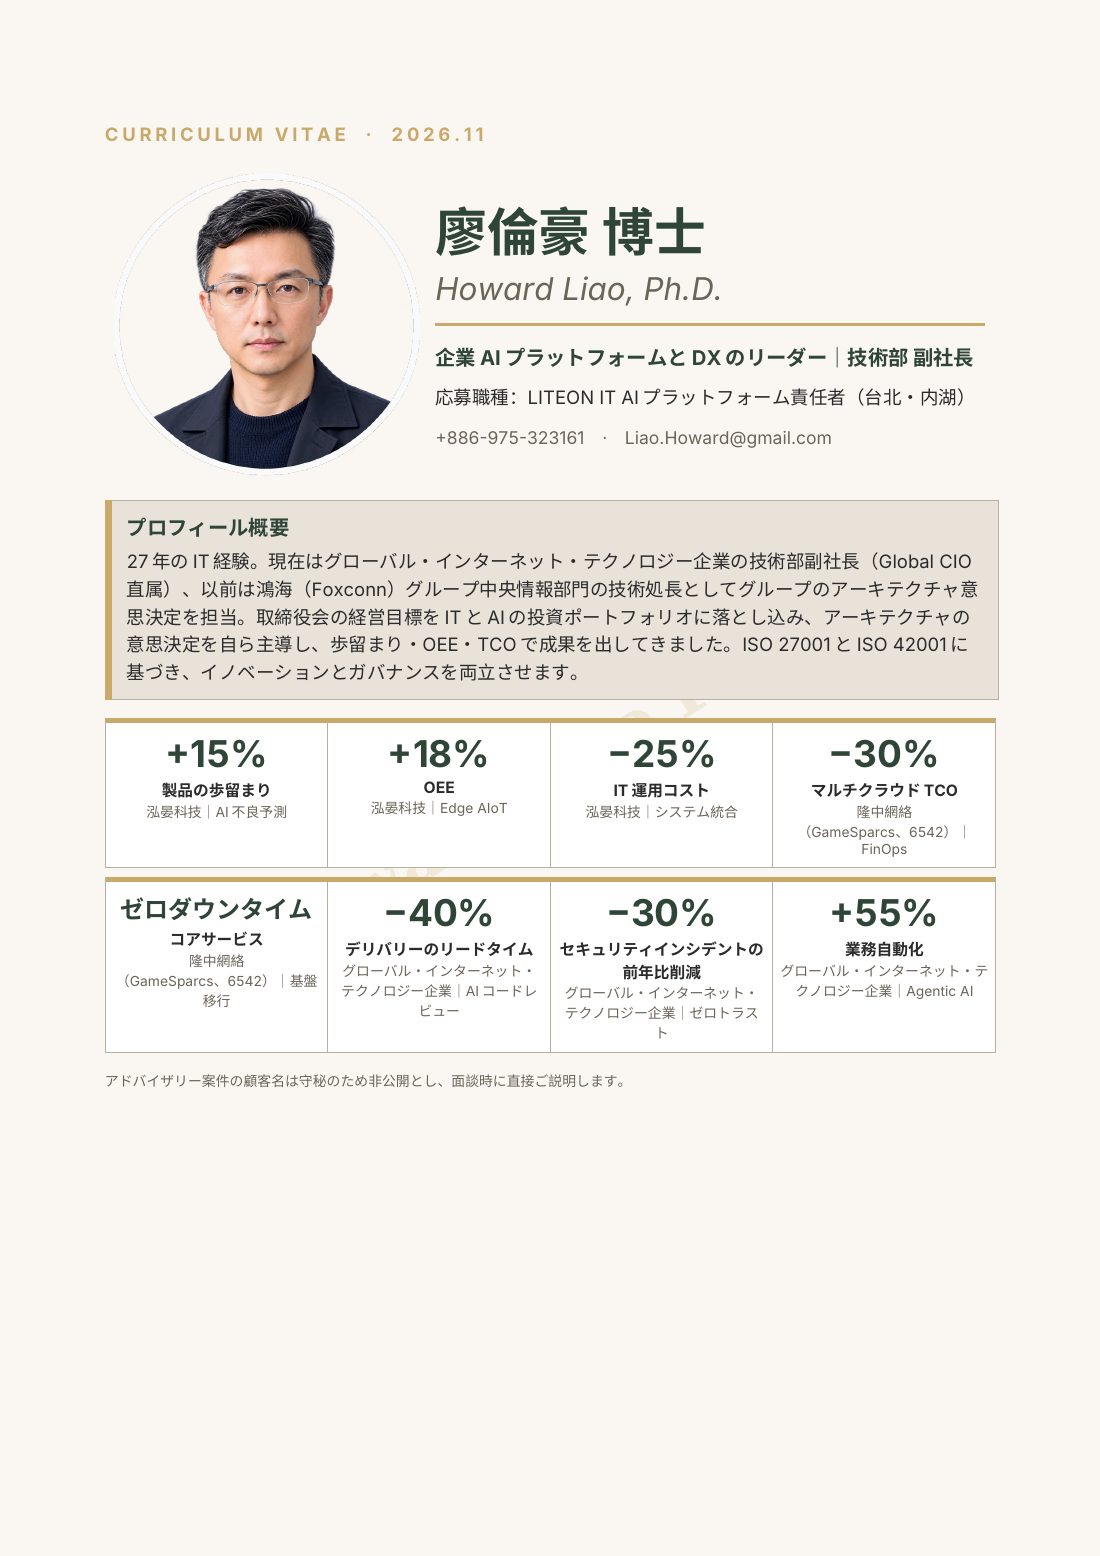 CURRICULUM VITAE · 2026.11
廖倫豪 博士
Howard Liao, Ph.D.
企業 AI プラットフォームと DX のリーダー｜技術部 副社長
応募職種：LITEON IT AI プラットフォーム責任者（台北・内湖）
+886-975-323161 · Liao.Howard@gmail.com
プロフィール概要
27 年の IT 経験。現在はグローバル・インターネット・テクノロジー企業の技術部副社長（Global CIO
直属）、以前は鴻海（Foxconn）グループ中央情報部門の技術処長としてグループのアーキテクチャ意
思決定を担当。取締役会の経営目標を IT と AI の投資ポートフォリオに落とし込み、アーキテクチャの
意思決定を自ら主導し、歩留まり・OEE・TCO で成果を出してきました。ISO 27001 と ISO 42001 に
基づき、イノベーションとガバナンスを両立させます。
+15%
製品の歩留まり
泓晏科技｜AI 不良予測
+18%
OEE
泓晏科技｜Edge AIoT
−25%
IT 運用コスト
泓晏科技｜システム統合
−30%
マルチクラウド TCO
隆中網絡
（GameSparcs、6542）｜
FinOps
ゼロダウンタイム
コアサービス
隆中網絡
（GameSparcs、6542）｜基盤
移行
−40%
デリバリーのリードタイム
グローバル・インターネット・
テクノロジー企業｜AI コードレ
ビュー
−30%
セキュリティインシデントの
前年比削減
グローバル・インターネット・
テクノロジー企業｜ゼロトラス
ト
+55%
業務自動化
グローバル・インターネット・テ
クノロジー企業｜Agentic AI
アドバイザリー案件の顧客名は守秘のため非公開とし、面談時に直接ご説明します。